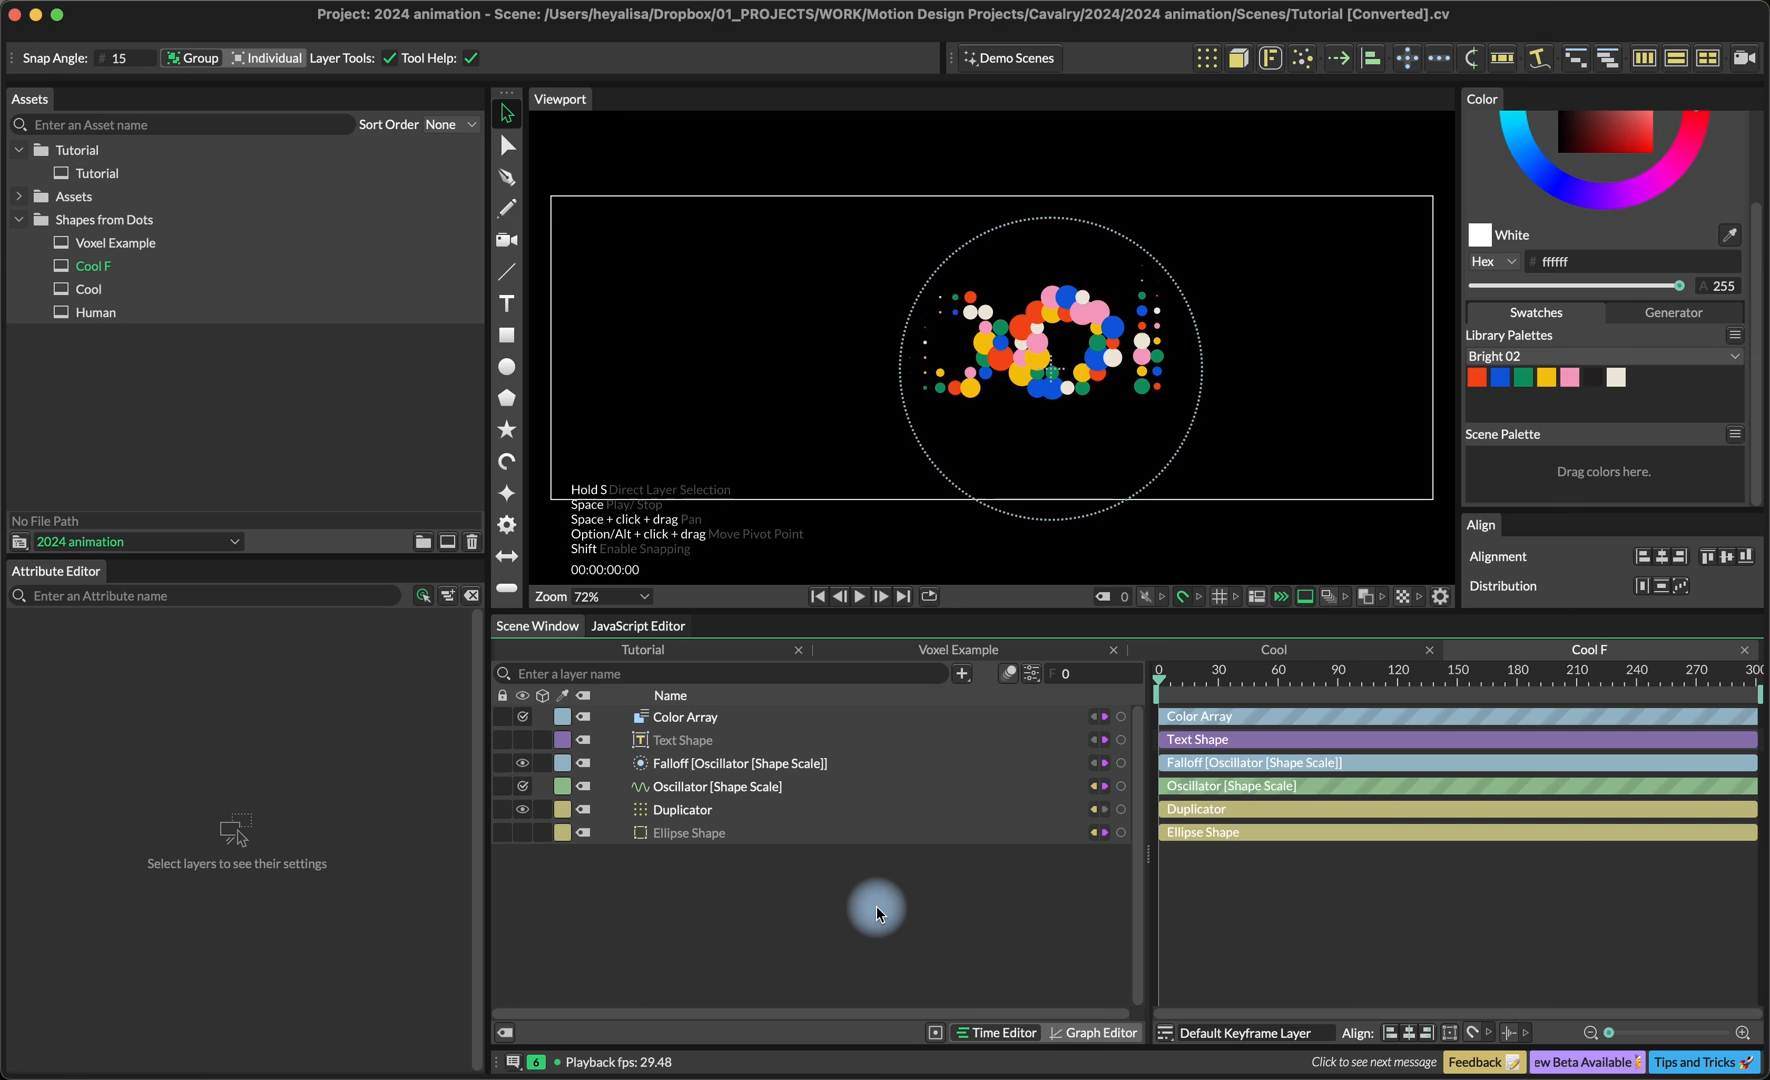 Project: 2024 animation - Scene: /Users/heyalisa/Dropbox/01_PROJECTS/WORK/Motion Design Projects/Cavalry/2024/2024 animation/Scenes/Tutorial [Converted].cv
Snap Angle: # 15 Group Individual Layer Tools: Tool Help:
Demo Scenes
Assets
Enter an Asset name
Sort Order None
Tutorial
Tutorial
Assets
Shapes from Dots
Voxel Example
Cool F
Cool
Human
No File Path
2024 animation
Attribute Editor
Enter an Attribute name
Select layers to see their settings
Viewport
Hold S Direct Layer Selection
Space Play/ Stop
Space + click + drag Pan
Option/Alt + click + drag Move Pivot Point
Shift Enable Snapping
00:00:00:00
Zoom 72%
0
Color
White
Hex # ffffff
A 255
Swatches Generator
Library Palettes
Bright 02
Scene Palette
Drag colors here.
Align
Alignment
Distribution
Scene Window JavaScript Editor
Tutorial Voxel Example Cool Cool F
Enter a layer name
F 0
0 30 60 90 120 150 180 210 240 270 300
Name
Color Array
Text Shape
Falloff [Oscillator [Shape Scale]]
Oscillator [Shape Scale]
Duplicator
Ellipse Shape
Color Array
Text Shape
Falloff [Oscillator [Shape Scale]]
Oscillator [Shape Scale]
Duplicator
Ellipse Shape
Time Editor Graph Editor
Default Keyframe Layer Align:
6 Playback fps: 29.48
Click to see next message Feedback ew Beta Available Tips and Tricks